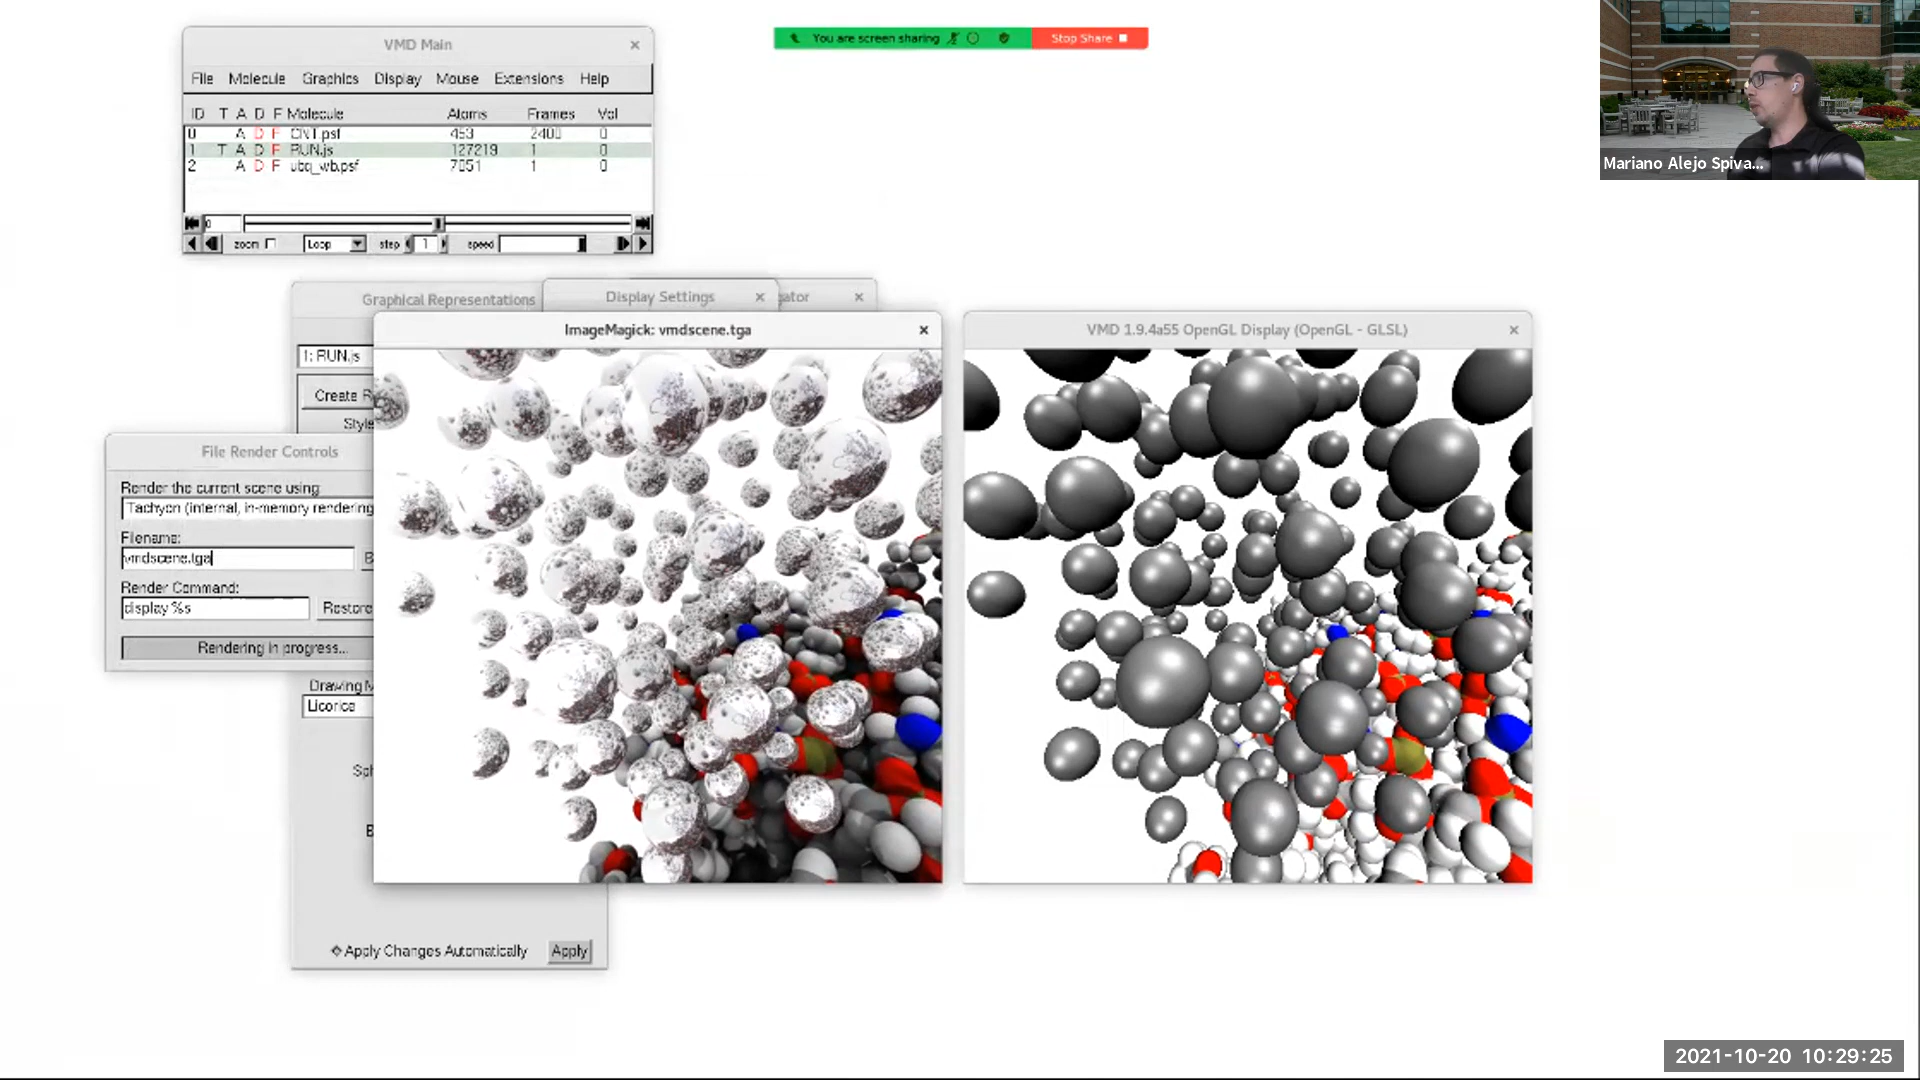 VMD Main
File Molecule Graphics Display Mouse Extensions Help
ID T A D F Molecule Atoms Frames Vol
0 A D F CNT.psf 453 2400 0
1 T A D F RUN.js 127219 1 0
2 A D F ubq_wb.psf 7051 1 0
0
zoom Loop step 1 speed
You are screen sharing Stop Share
Mariano Alejo Spiva...
Graphical Representations
Display Settings
gator
1: RUN.js
Create R
Style
ImageMagick: vmdscene.tga
VMD 1.9.4a55 OpenGL Display (OpenGL - GLSL)
File Render Controls
Render the current scene using:
Tachyon (internal, in-memory rendering
Filename:
vmdscene.tga
B
Render Command:
display %s
Restore
Rendering in progress...
Drawing M
Licorice
Sph
B
Apply Changes Automatically Apply
2021-10-20 10:29:25